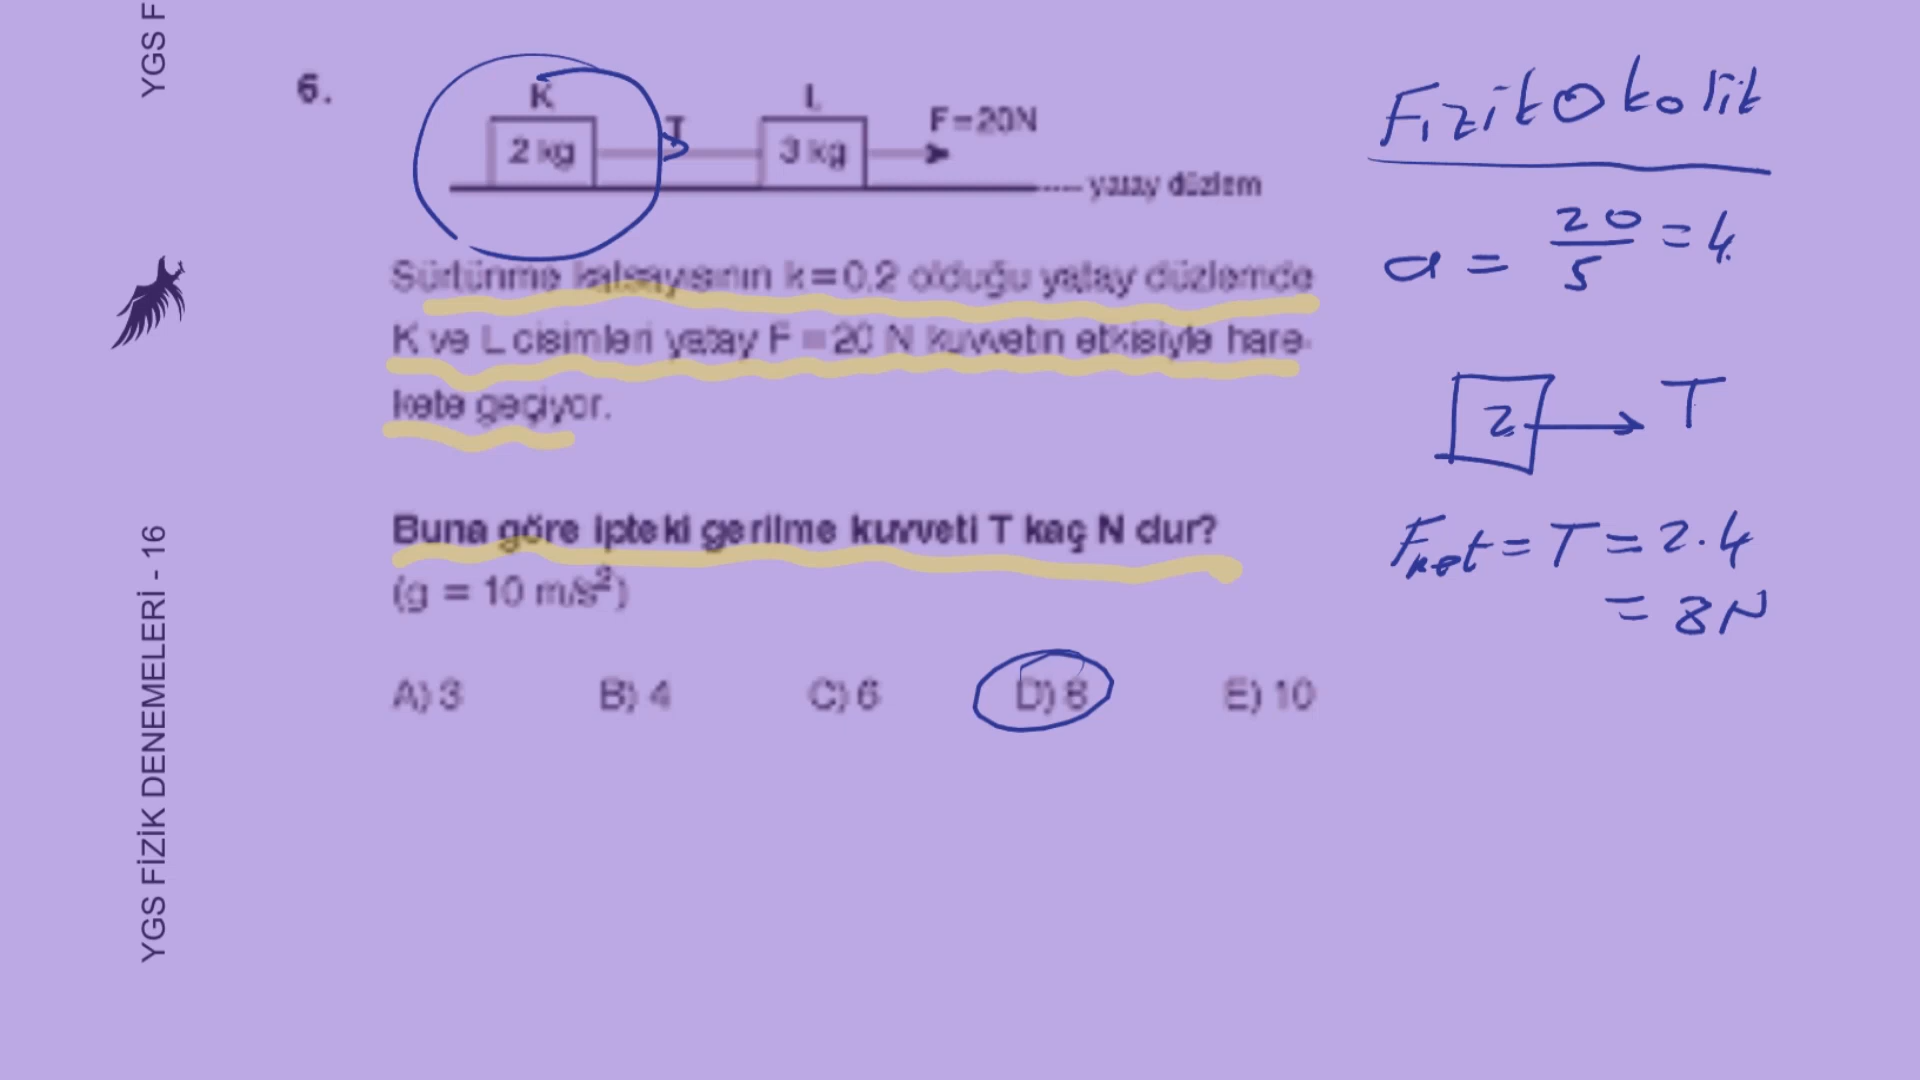 YGS F
6.
K
L
T
F=20N
2 kg
3 kg
yatay düzlem
Sürtünme katsayısının k=0,2 olduğu yatay düzlemde
K ve L cisimleri yatay F = 20 N kuvvetin etkisiyle hare-
kete geçiyor.
Buna göre ipteki gerilme kuvveti T kaç N dur?
(g = 10 m/s²)
A) 3 B) 4 C) 6 D) 8 E) 10
YGS FİZİK DENEMELERİ - 16
a = 20/5 = 4
2 T
Fnet = T = 2.4
= 8N